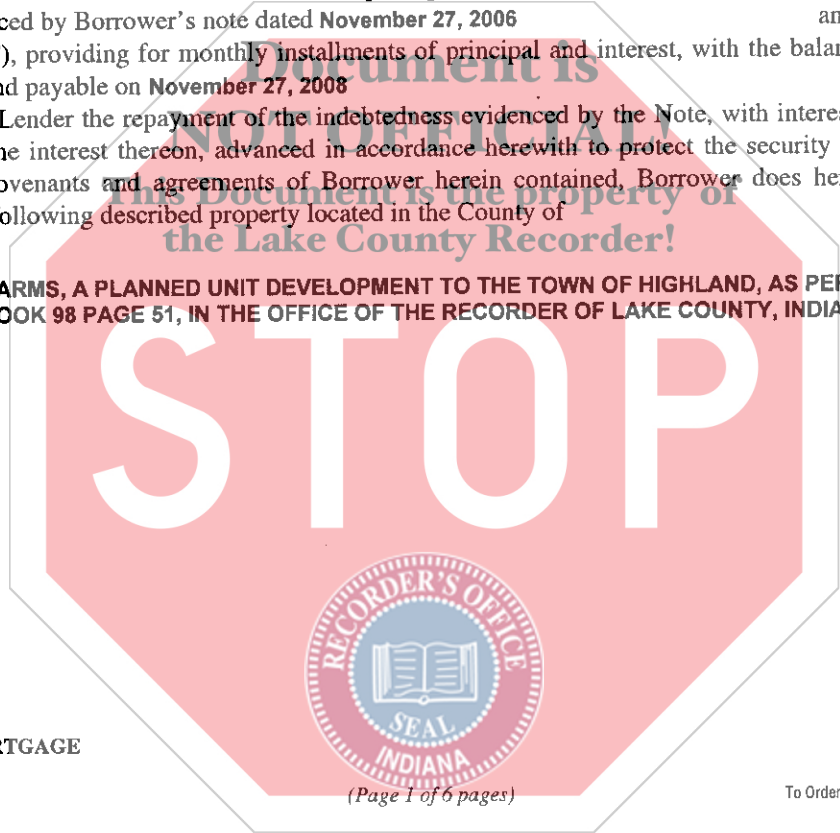 ced by Borrower's note dated November 27, 2006 an
), providing for monthly installments of principal and interest, with the balan
nd payable on November 27, 2008
Lender the repayment of the indebtedness evidenced by the Note, with interes
he interest thereon, advanced in accordance herewith to protect the security
ovenants and agreements of Borrower herein contained, Borrower does her
ollowing described property located in the County of
ARMS, A PLANNED UNIT DEVELOPMENT TO THE TOWN OF HIGHLAND, AS PER
OOK 98 PAGE 51, IN THE OFFICE OF THE RECORDER OF LAKE COUNTY, INDIA
Document is
NOT OFFICIAL!
This Document is the property of
the Lake County Recorder!
STOP
RECORDER'S OFFICE
SEAL
INDIANA
RTGAGE
(Page 1 of 6 pages)
To Order